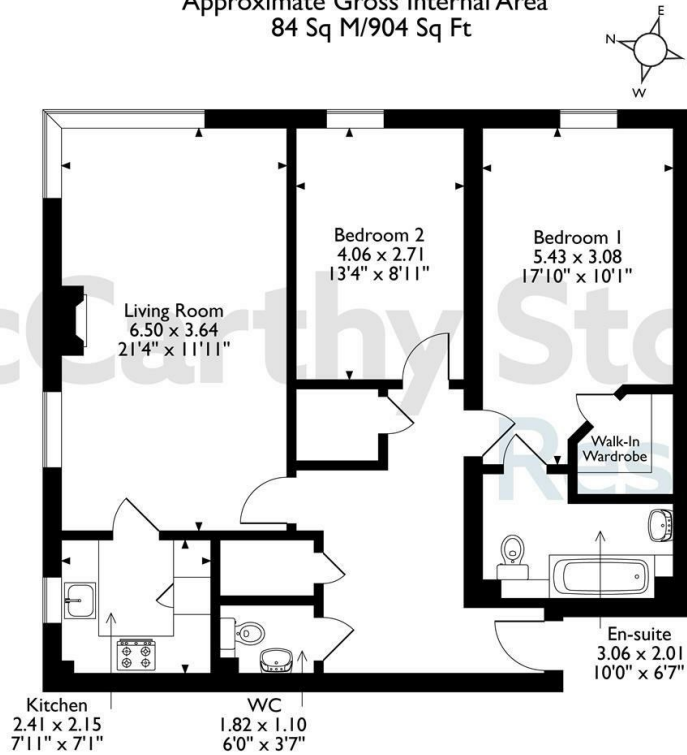 Approximate Gross Internal Area
84 Sq M/904 Sq Ft
E
N
W
Bedroom 2
4.06 x 2.71
13'4" x 8'11"
Bedroom 1
5.43 x 3.08
17'10" x 10'1"
Living Room
6.50 x 3.64
21'4" x 11'11"
cCarthy Sto
Res
Walk-In
Wardrobe
En-suite
3.06 x 2.01
10'0" x 6'7"
Kitchen
2.41 x 2.15
7'11" x 7'1"
WC
1.82 x 1.10
6'0" x 3'7"